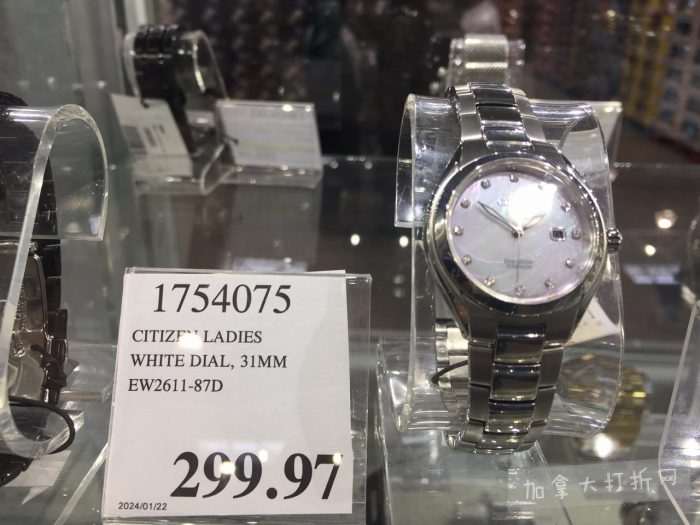 1754075
CITIZEN LADIES
WHITE DIAL, 31MM
EW2611-87D
299.97
2024/01/22
加拿大打折网